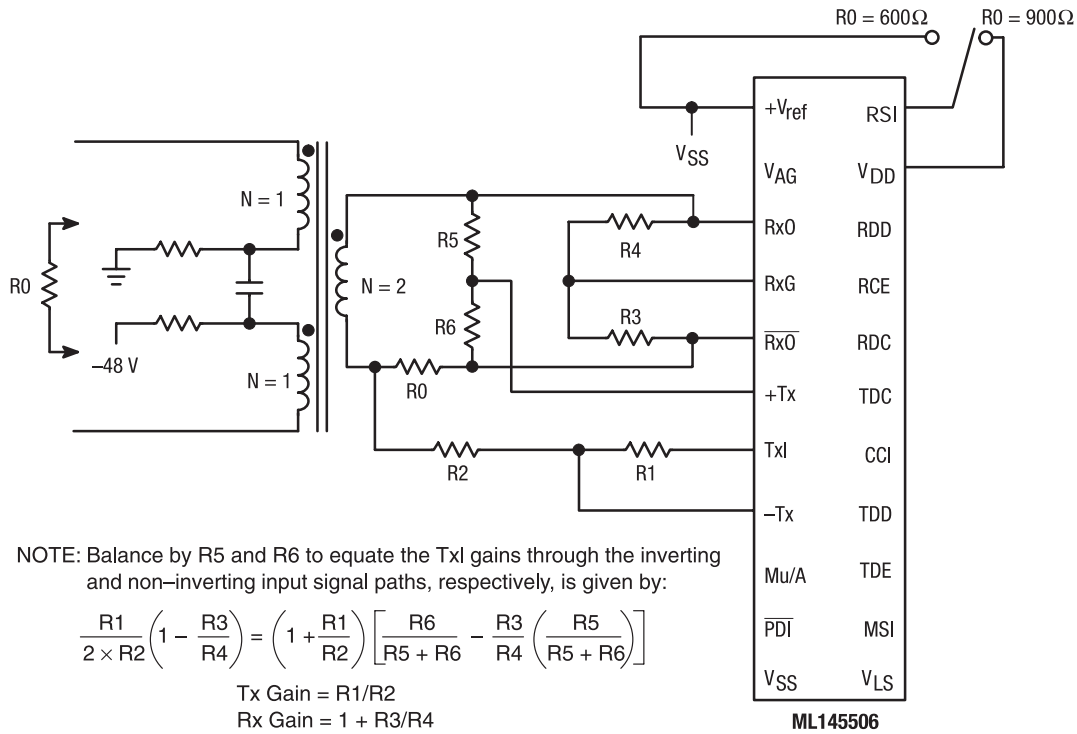 R0 = 600Ω
R0 = 900Ω
+Vref
RSI
VSS
VAG
VDD
N = 1
R5
R4
RxO
RDD
R0
N = 2
RxG
RCE
R6
R3
R̅x̅O̅
RDC
–48 V
N = 1
R0
+Tx
TDC
R2
R1
TxI
CCI
–Tx
TDD
NOTE: Balance by R5 and R6 to equate the TxI gains through the inverting
and non–inverting input signal paths, respectively, is given by:
R1/(2 × R2) (1 – R3/R4) = (1 + R1/R2) [R6/(R5 + R6) – R3/R4 (R5/(R5 + R6))]
Tx Gain = R1/R2
Rx Gain = 1 + R3/R4
Mu/A
TDE
P̅D̅I̅
MSI
VSS
VLS
ML145506